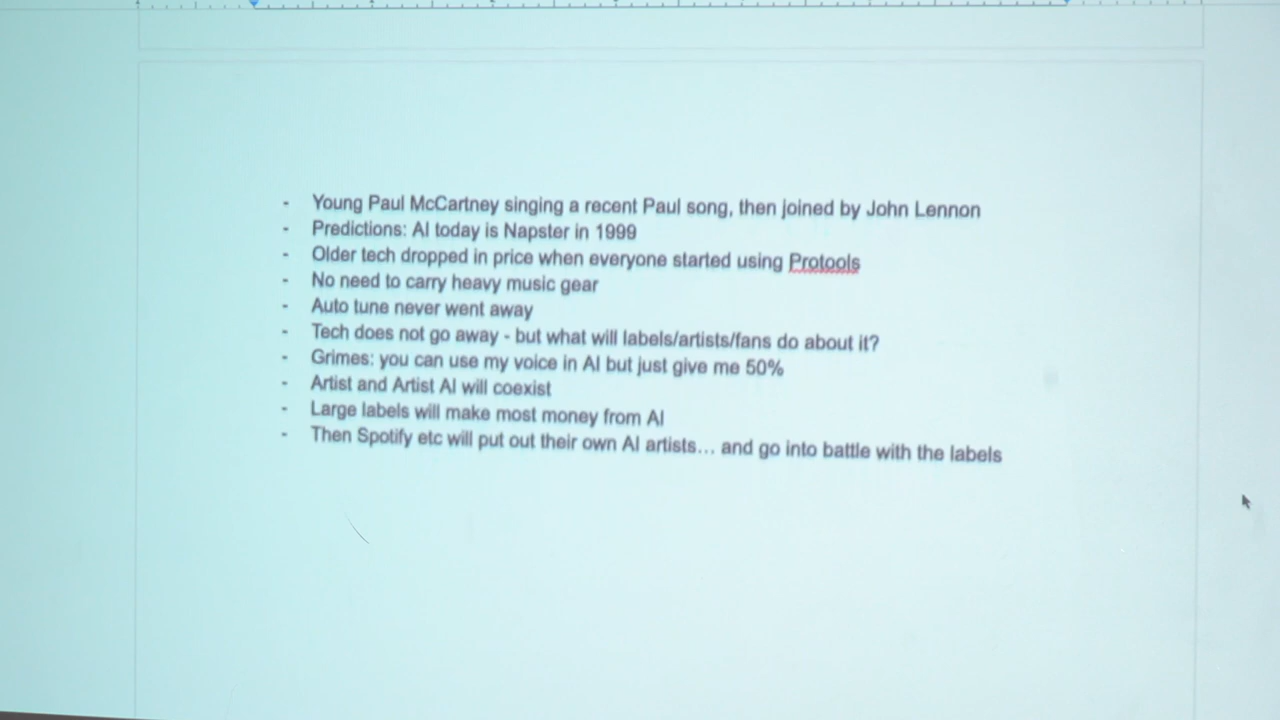 - Young Paul McCartney singing a recent Paul song, then joined by John Lennon
- Predictions: AI today is Napster in 1999
- Older tech dropped in price when everyone started using Protools
- No need to carry heavy music gear
- Auto tune never went away
- Tech does not go away - but what will labels/artists/fans do about it?
- Grimes: you can use my voice in AI but just give me 50%
- Artist and Artist AI will coexist
- Large labels will make most money from AI
- Then Spotify etc will put out their own AI artists... and go into battle with the labels